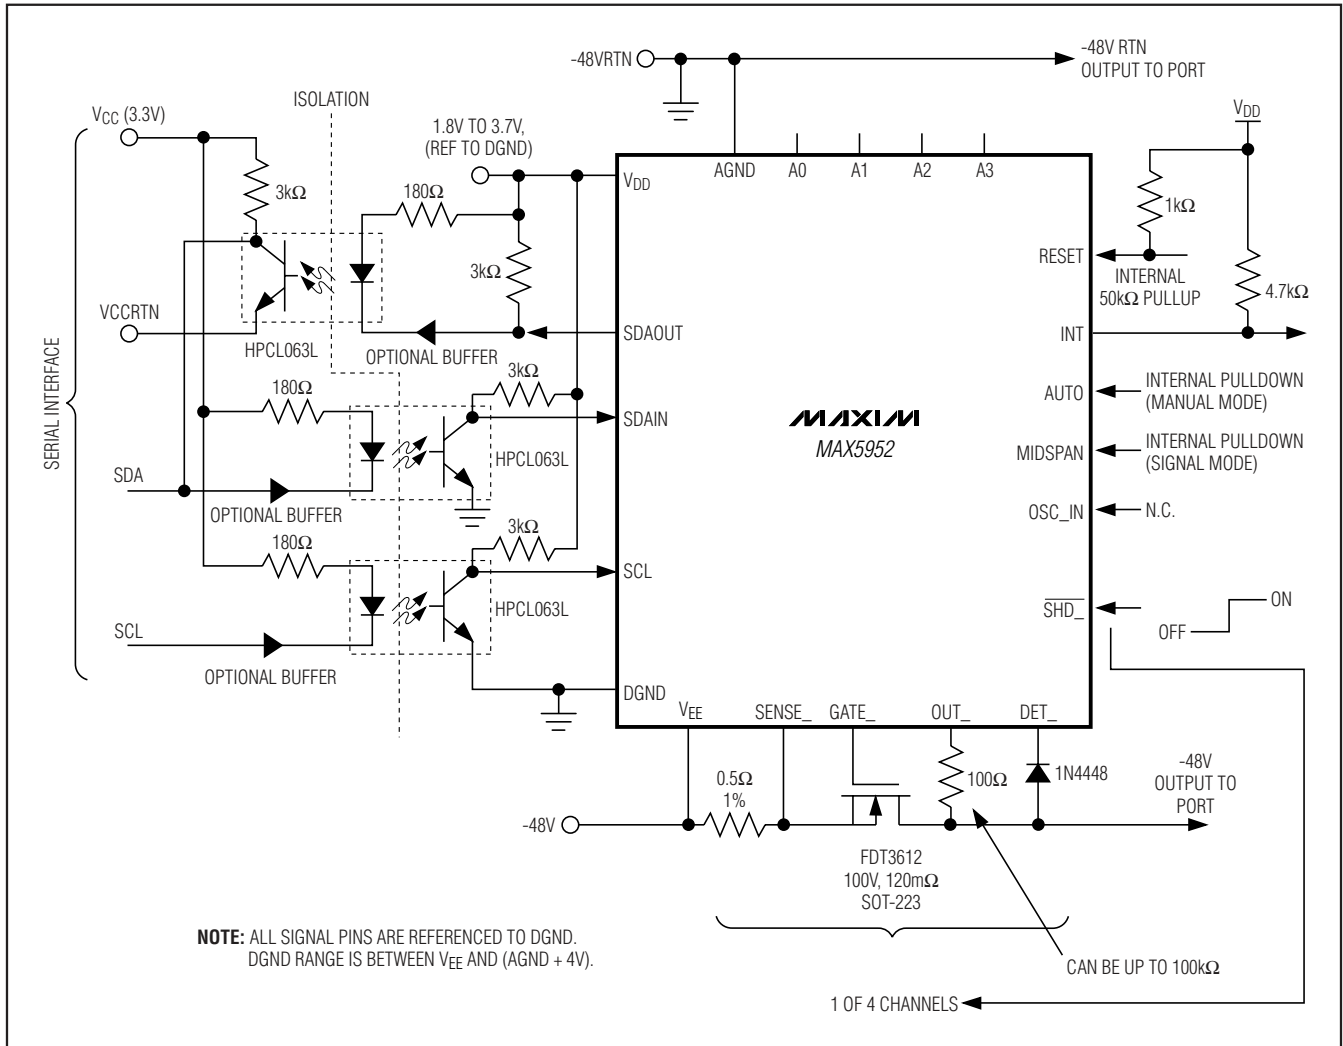 -48VRTN
-48V RTN
OUTPUT TO PORT
ISOLATION
VCC (3.3V)
1.8V TO 3.7V,
(REF TO DGND)
VDD
3kΩ
180Ω
VDD
AGND
A0
A1
A2
A3
1kΩ
3kΩ
RESET
INTERNAL
50kΩ PULLUP
4.7kΩ
VCCRTN
HPCL063L
OPTIONAL BUFFER
SDAOUT
INT
SERIAL INTERFACE
180Ω
3kΩ
AUTO
INTERNAL PULLDOWN
(MANUAL MODE)
SDAIN
MAXIM
MAX5952
HPCL063L
MIDSPAN
INTERNAL PULLDOWN
(SIGNAL MODE)
SDA
OPTIONAL BUFFER
OSC_IN
N.C.
180Ω
3kΩ
SCL
HPCL063L
SHD_
ON
OFF
SCL
OPTIONAL BUFFER
DGND
VEE
SENSE_
GATE_
OUT_
DET_
0.5Ω
1%
100Ω
1N4448
-48V
OUTPUT TO
PORT
-48V
FDT3612
100V, 120mΩ
SOT-223
NOTE: ALL SIGNAL PINS ARE REFERENCED TO DGND.
DGND RANGE IS BETWEEN VEE AND (AGND + 4V).
CAN BE UP TO 100kΩ
1 OF 4 CHANNELS